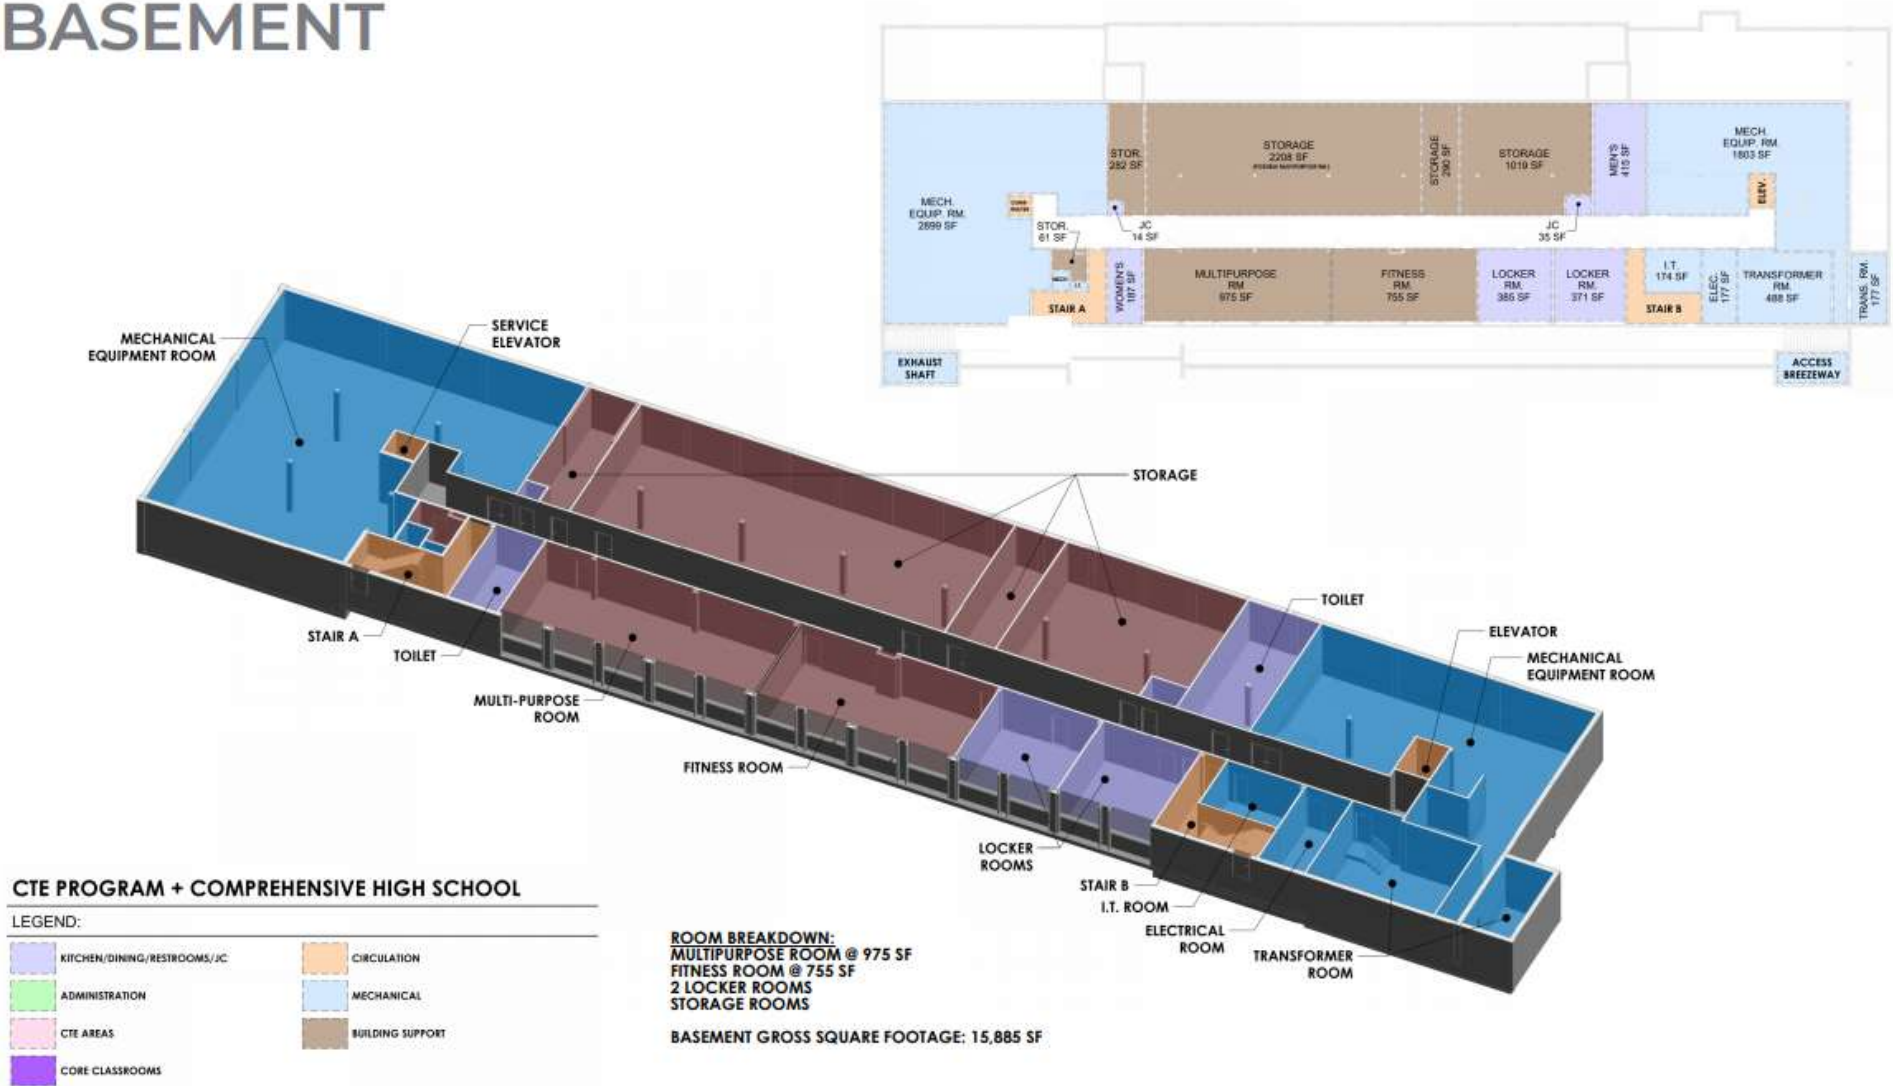 BASEMENT
STOR.
282 SF
STORAGE
2208 SF
STORAGE
290 SF
STORAGE
1019 SF
MEN'S
415 SF
MECH.
EQUIP. RM.
1803 SF
ELEV.
MECH.
EQUIP. RM.
2899 SF
STOR.
61 SF
JC
14 SF
JC
35 SF
WOMEN'S
187 SF
MULTIPURPOSE
RM
975 SF
FITNESS
RM.
755 SF
LOCKER
RM.
385 SF
LOCKER
RM.
371 SF
I.T.
174 SF
ELEC.
177 SF
TRANSFORMER
RM.
488 SF
TRANS. RM.
177 SF
STAIR A
STAIR B
EXHAUST
SHAFT
ACCESS
BREEZEWAY
MECHANICAL
EQUIPMENT ROOM
SERVICE
ELEVATOR
STORAGE
TOILET
ELEVATOR
MECHANICAL
EQUIPMENT ROOM
STAIR A
TOILET
MULTI-PURPOSE
ROOM
FITNESS ROOM
LOCKER
ROOMS
STAIR B
I.T. ROOM
ELECTRICAL
ROOM
TRANSFORMER
ROOM
CTE PROGRAM + COMPREHENSIVE HIGH SCHOOL
LEGEND:
KITCHEN/DINING/RESTROOMS/JC
CIRCULATION
ADMINISTRATION
MECHANICAL
CTE AREAS
BUILDING SUPPORT
CORE CLASSROOMS
ROOM BREAKDOWN:
MULTIPURPOSE ROOM @ 975 SF
FITNESS ROOM @ 755 SF
2 LOCKER ROOMS
STORAGE ROOMS
BASEMENT GROSS SQUARE FOOTAGE: 15,885 SF